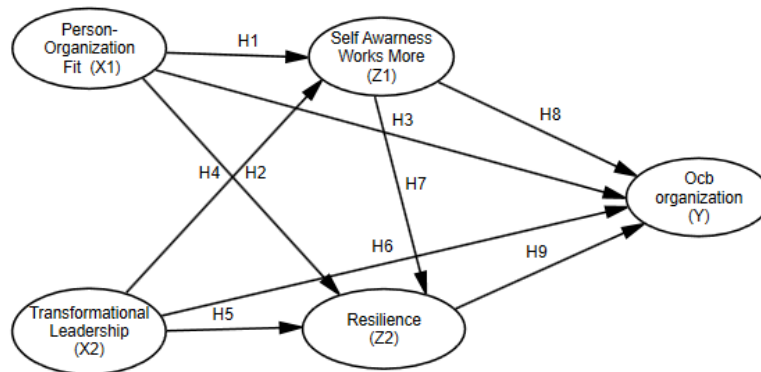 Person-
Organization
Fit (X1)
H1
Self Awarness
Works More
(Z1)
H3
H8
H4
H2
H7
Ocb
organization
(Y)
H6
H9
Transformational
Leadership
(X2)
H5
Resilience
(Z2)